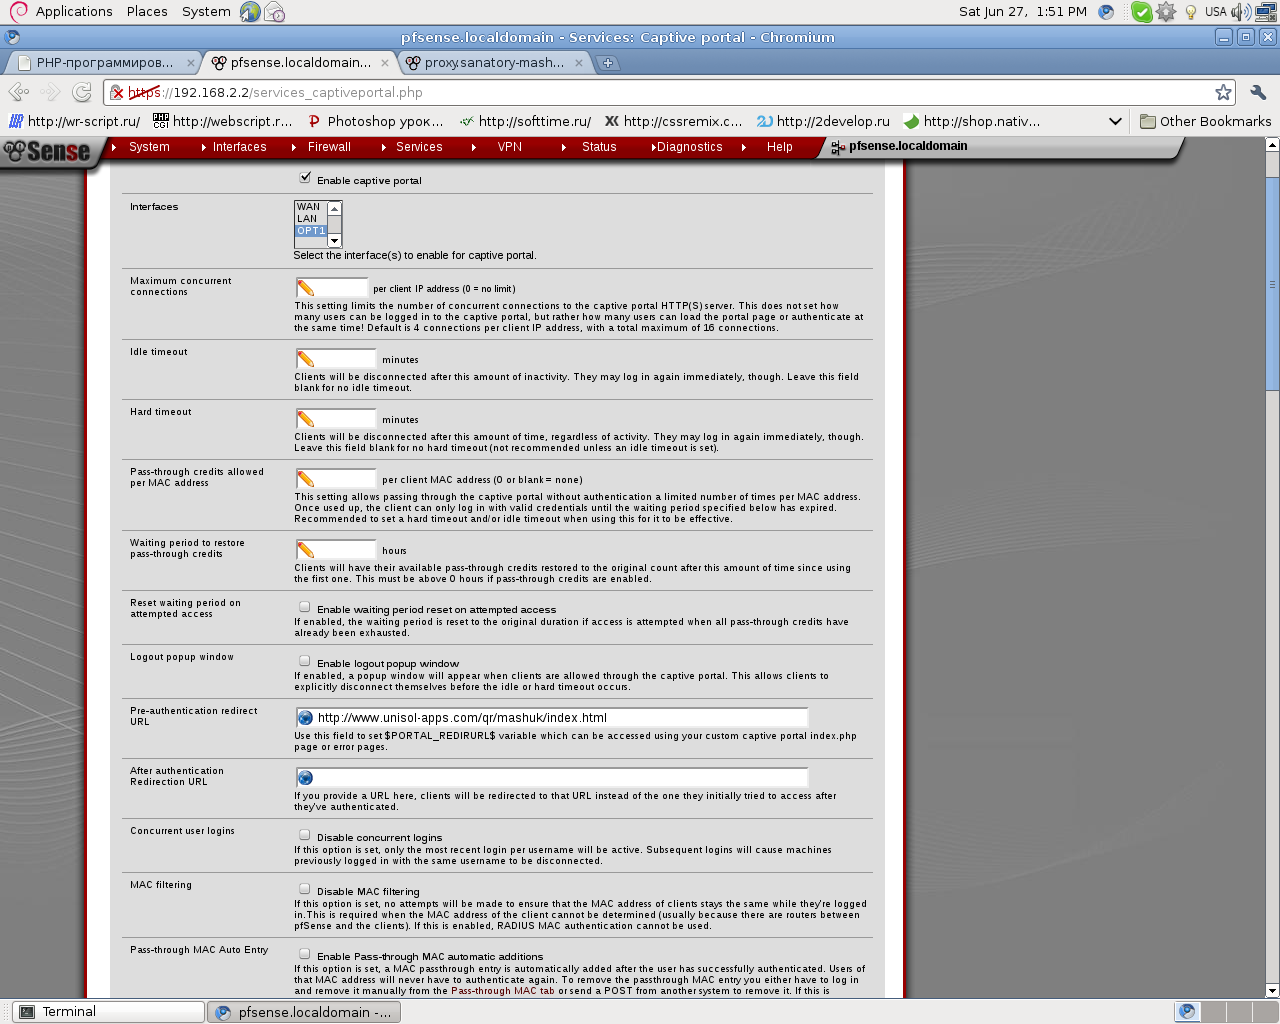 Applications Places System Sat Jun 27, 1:51 PM USA
pfsense.localdomain - Services: Captive portal - Chromium
PHP-программиров... pfsense.localdomain... proxy.sanatory-mash...
https://192.168.2.2/services_captiveportal.php
http://wr-script.ru/ http://webscript.r... Photoshop урок... http://softtime.ru/ http://cssremix.c... http://2develop.ru http://shop.nativ... Other Bookmarks
Sense System Interfaces Firewall Services VPN Status Diagnostics Help pfsense.localdomain
Enable captive portal
Interfaces
WAN
LAN
OPT1
Select the interface(s) to enable for captive portal.
Maximum concurrent
connections
per client IP address (0 = no limit)
This setting limits the number of concurrent connections to the captive portal HTTP(S) server. This does not set how
many users can be logged in to the captive portal, but rather how many users can load the portal page or authenticate at
the same time! Default is 4 connections per client IP address, with a total maximum of 16 connections.
Idle timeout
minutes
Clients will be disconnected after this amount of inactivity. They may log in again immediately, though. Leave this field
blank for no idle timeout.
Hard timeout
minutes
Clients will be disconnected after this amount of time, regardless of activity. They may log in again immediately, though.
Leave this field blank for no hard timeout (not recommended unless an idle timeout is set).
Pass-through credits allowed
per MAC address
per client MAC address (0 or blank = none)
This setting allows passing through the captive portal without authentication a limited number of times per MAC address.
Once used up, the client can only log in with valid credentials until the waiting period specified below has expired.
Recommended to set a hard timeout and/or idle timeout when using this for it to be effective.
Waiting period to restore
pass-through credits
hours
Clients will have their available pass-through credits restored to the original count after this amount of time since using
the first one. This must be above 0 hours if pass-through credits are enabled.
Reset waiting period on
attempted access
Enable waiting period reset on attempted access
If enabled, the waiting period is reset to the original duration if access is attempted when all pass-through credits have
already been exhausted.
Logout popup window
Enable logout popup window
If enabled, a popup window will appear when clients are allowed through the captive portal. This allows clients to
explicitly disconnect themselves before the idle or hard timeout occurs.
Pre-authentication redirect
URL
http://www.unisol-apps.com/qr/mashuk/index.html
Use this field to set $PORTAL_REDIRURL$ variable which can be accessed using your custom captive portal index.php
page or error pages.
After authentication
Redirection URL
If you provide a URL here, clients will be redirected to that URL instead of the one they initially tried to access after
they've authenticated.
Concurrent user logins
Disable concurrent logins
If this option is set, only the most recent login per username will be active. Subsequent logins will cause machines
previously logged in with the same username to be disconnected.
MAC filtering
Disable MAC filtering
If this option is set, no attempts will be made to ensure that the MAC address of clients stays the same while they're logged
in.This is required when the MAC address of the client cannot be determined (usually because there are routers between
pfSense and the clients). If this is enabled, RADIUS MAC authentication cannot be used.
Pass-through MAC Auto Entry
Enable Pass-through MAC automatic additions
If this option is set, a MAC passthrough entry is automatically added after the user has successfully authenticated. Users of
that MAC address will never have to authenticate again. To remove the passthrough MAC entry you either have to log in
and remove it manually from the Pass-through MAC tab or send a POST from another system to remove it. If this is
Terminal pfsense.localdomain -...